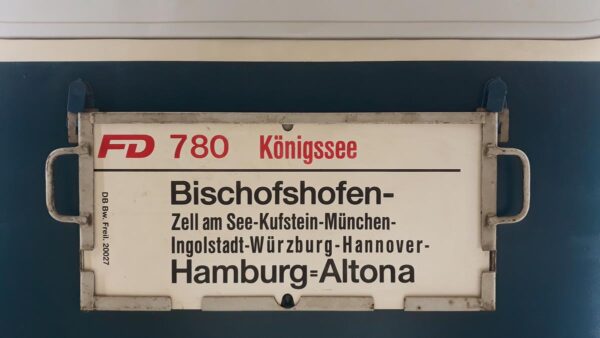 FD 780 Königssee
Bischofshofen-
Zell am See-Kufstein-München-
Ingolstadt-Würzburg-Hannover-
Hamburg=Altona
DB Bw. Freil. 20027